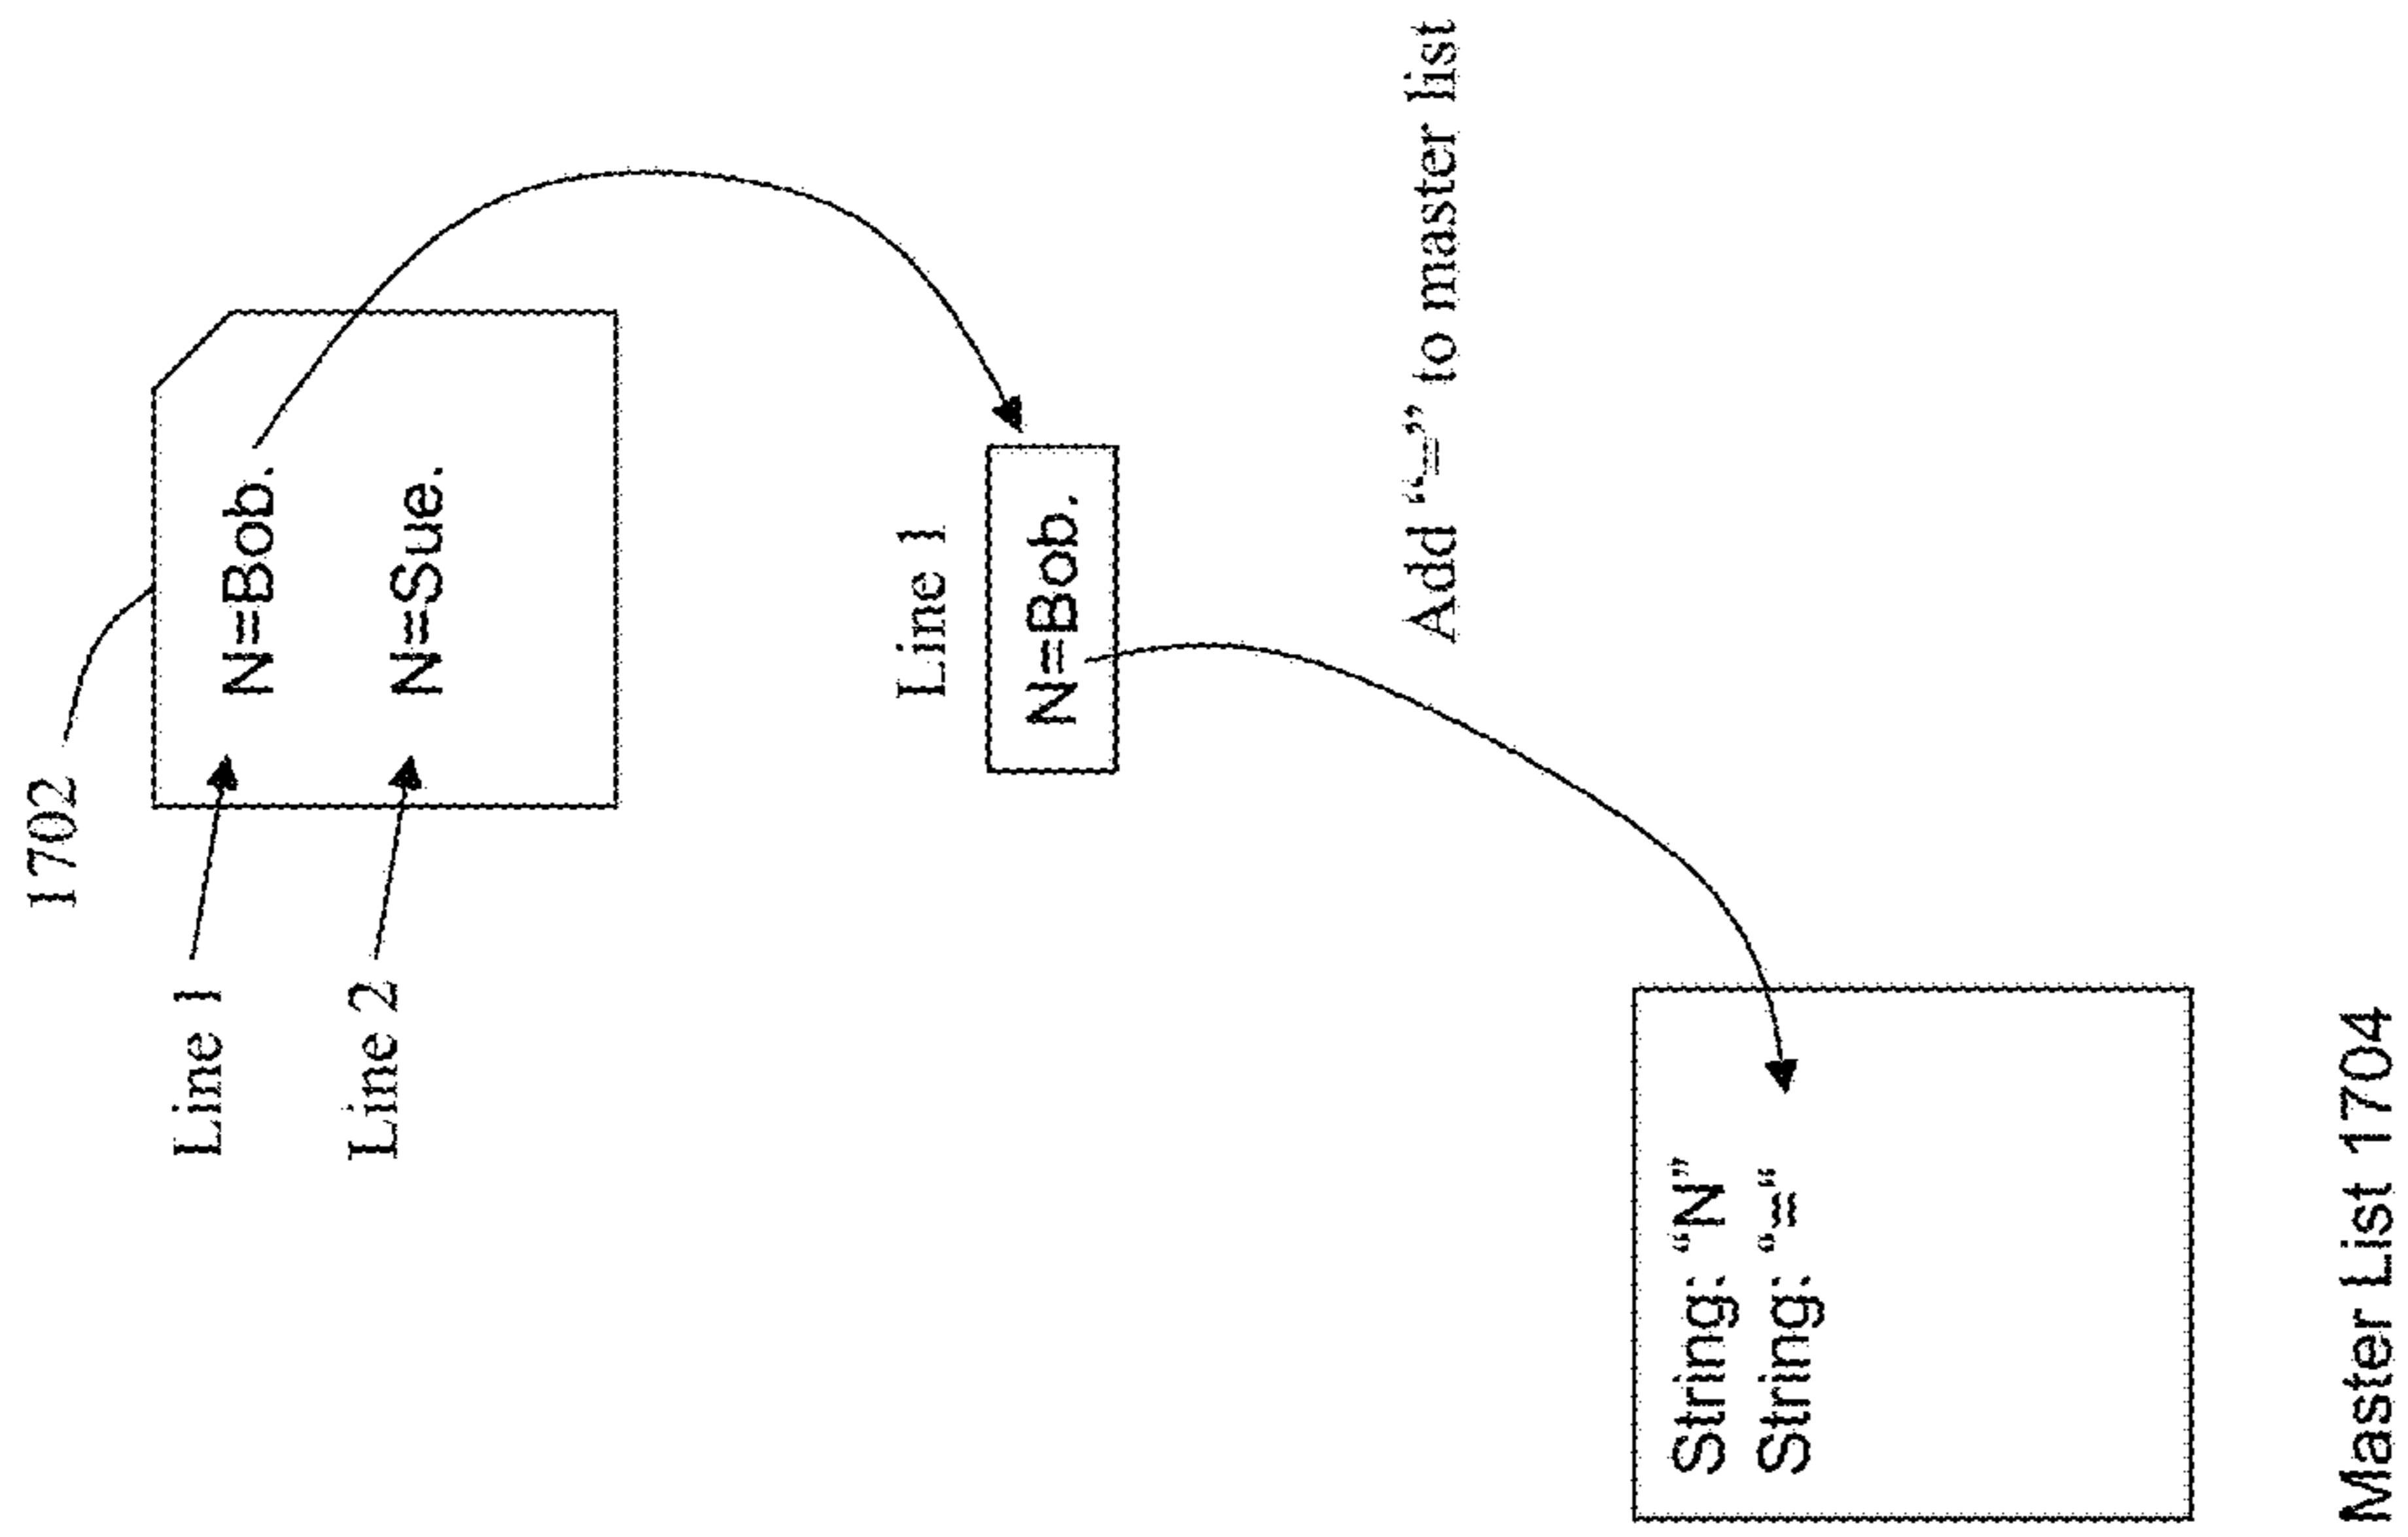 1702
Line 1
N=Bob.
Line 2
N=Sue.
Line 1
N=Bob.
Add “=” to master list
String: “N”
String: “=”
Master List 1704